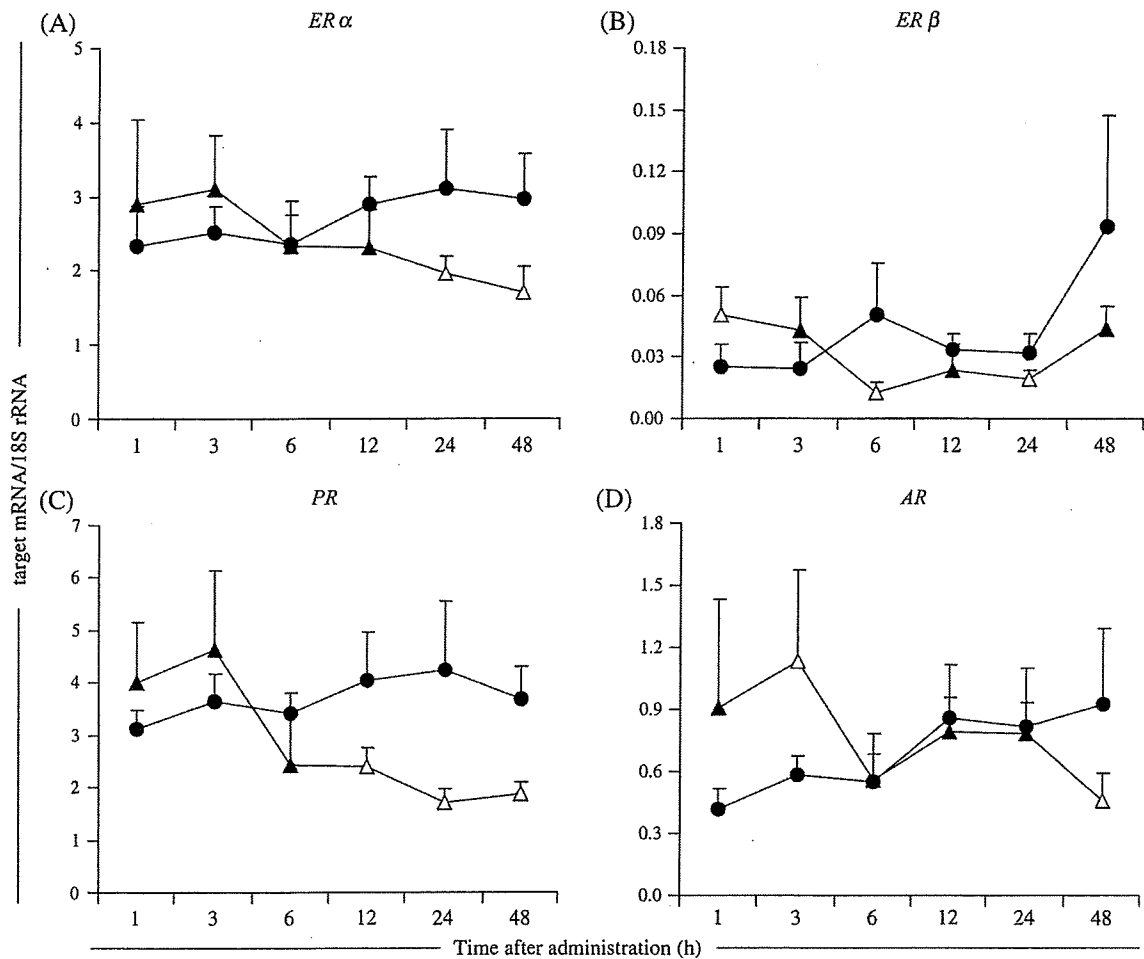 (A) ER α
5
4
3
2
1
0
1 3 6 12 24 48
(B) ER β
0.18
0.15
0.12
0.09
0.06
0.03
0.00
1 3 6 12 24 48
(C) PR
7
6
5
4
3
2
1
0
1 3 6 12 24 48
(D) AR
1.8
1.5
1.2
0.9
0.6
0.3
0.0
1 3 6 12 24 48
target mRNA/18S rRNA
Time after administration (h)